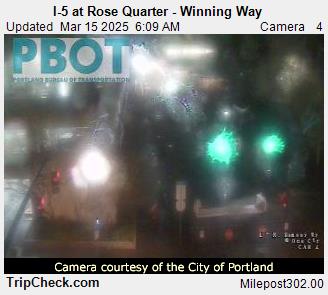 I-5 at Rose Quarter - Winning Way
Updated Mar 15 2025 6:09 AM Camera 4
PBOT
PORTLAND BUREAU OF TRANSPORTATION
Way
Camera courtesy of the City of Portland
TripCheck.com Milepost302.00